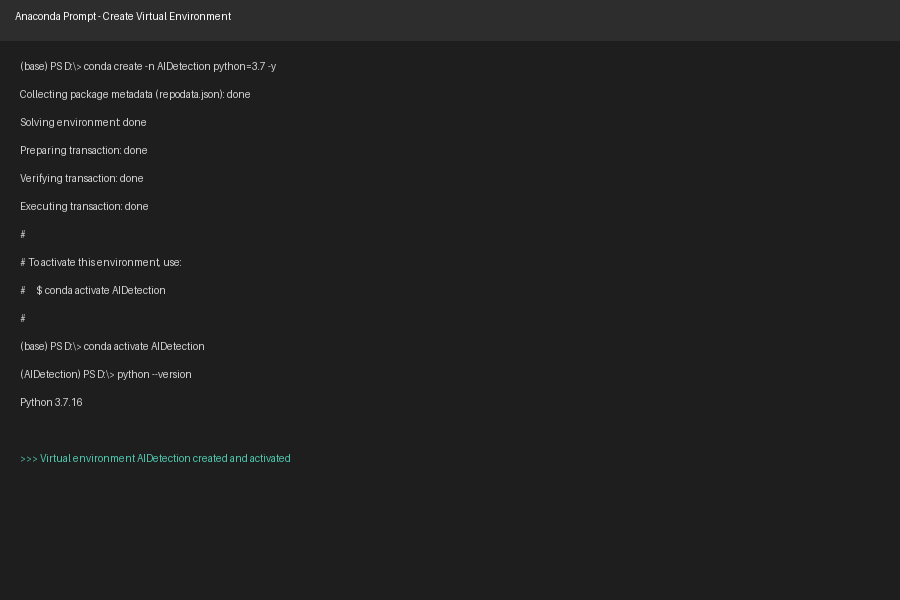 Anaconda Prompt - Create Virtual Environment
(base) PS D:\> conda create -n AIDetection python=3.7 -y
Collecting package metadata (repodata.json): done
Solving environment: done
Preparing transaction: done
Verifying transaction: done
Executing transaction: done
#
# To activate this environment, use:
#     $ conda activate AIDetection
#
(base) PS D:\> conda activate AIDetection
(AIDetection) PS D:\> python --version
Python 3.7.16
>>> Virtual environment AIDetection created and activated